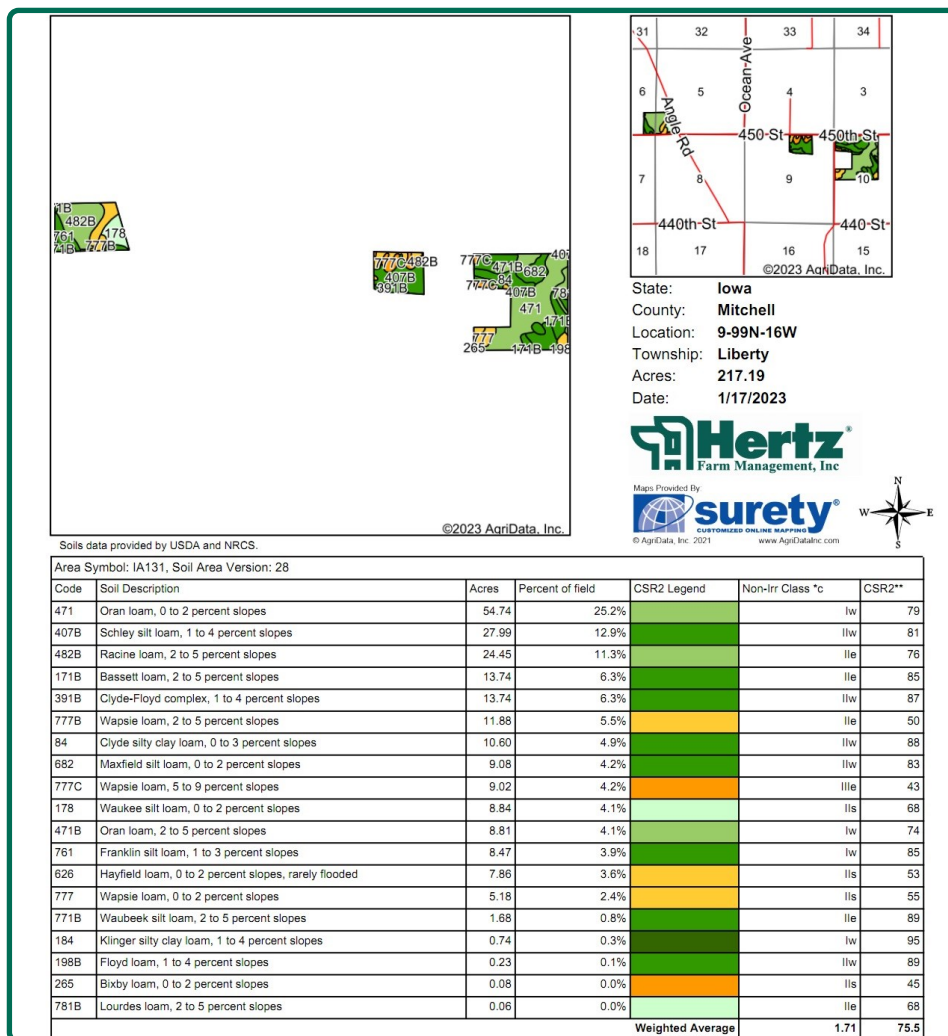 1B
482B
761
178
71B
777B
777C
482B
407B
391B
777C
407
471B
682
84
777C
407B
78
471
171B
777
265
171B
198
©2023 AgriData, Inc.
31
32
33
34
Ocean Ave
6
5
4
3
Angle Rd
450 St
450th St
7
8
9
10
440th St
440 St
18
17
16
15
©2023 AgriData, Inc.
State: Iowa
County: Mitchell
Location: 9-99N-16W
Township: Liberty
Acres: 217.19
Date: 1/17/2023
Hertz®
Farm Management, Inc
Maps Provided By
surety®
CUSTOMIZED ONLINE MAPPING
© AgriData, Inc. 2021 www.AgriDataInc.com
N
W E
S
Soils data provided by USDA and NRCS.
Area Symbol: IA131, Soil Area Version: 28
Code Soil Description Acres Percent of field CSR2 Legend Non-Irr Class *c CSR2**
471 Oran loam, 0 to 2 percent slopes 54.74 25.2% Iw 79
407B Schley silt loam, 1 to 4 percent slopes 27.99 12.9% IIw 81
482B Racine loam, 2 to 5 percent slopes 24.45 11.3% IIe 76
171B Bassett loam, 2 to 5 percent slopes 13.74 6.3% IIe 85
391B Clyde-Floyd complex, 1 to 4 percent slopes 13.74 6.3% IIw 87
777B Wapsie loam, 2 to 5 percent slopes 11.88 5.5% IIe 50
84 Clyde silty clay loam, 0 to 3 percent slopes 10.60 4.9% IIw 88
682 Maxfield silt loam, 0 to 2 percent slopes 9.08 4.2% IIw 83
777C Wapsie loam, 5 to 9 percent slopes 9.02 4.2% IIIe 43
178 Waukee silt loam, 0 to 2 percent slopes 8.84 4.1% IIs 68
471B Oran loam, 2 to 5 percent slopes 8.81 4.1% Iw 74
761 Franklin silt loam, 1 to 3 percent slopes 8.47 3.9% Iw 85
626 Hayfield loam, 0 to 2 percent slopes, rarely flooded 7.86 3.6% IIs 53
777 Wapsie loam, 0 to 2 percent slopes 5.18 2.4% IIs 55
771B Waubeek silt loam, 2 to 5 percent slopes 1.68 0.8% IIe 89
184 Klinger silty clay loam, 1 to 4 percent slopes 0.74 0.3% Iw 95
198B Floyd loam, 1 to 4 percent slopes 0.23 0.1% IIw 89
265 Bixby loam, 0 to 2 percent slopes 0.08 0.0% IIs 45
781B Lourdes loam, 2 to 5 percent slopes 0.06 0.0% IIe 68
Weighted Average 1.71 75.5